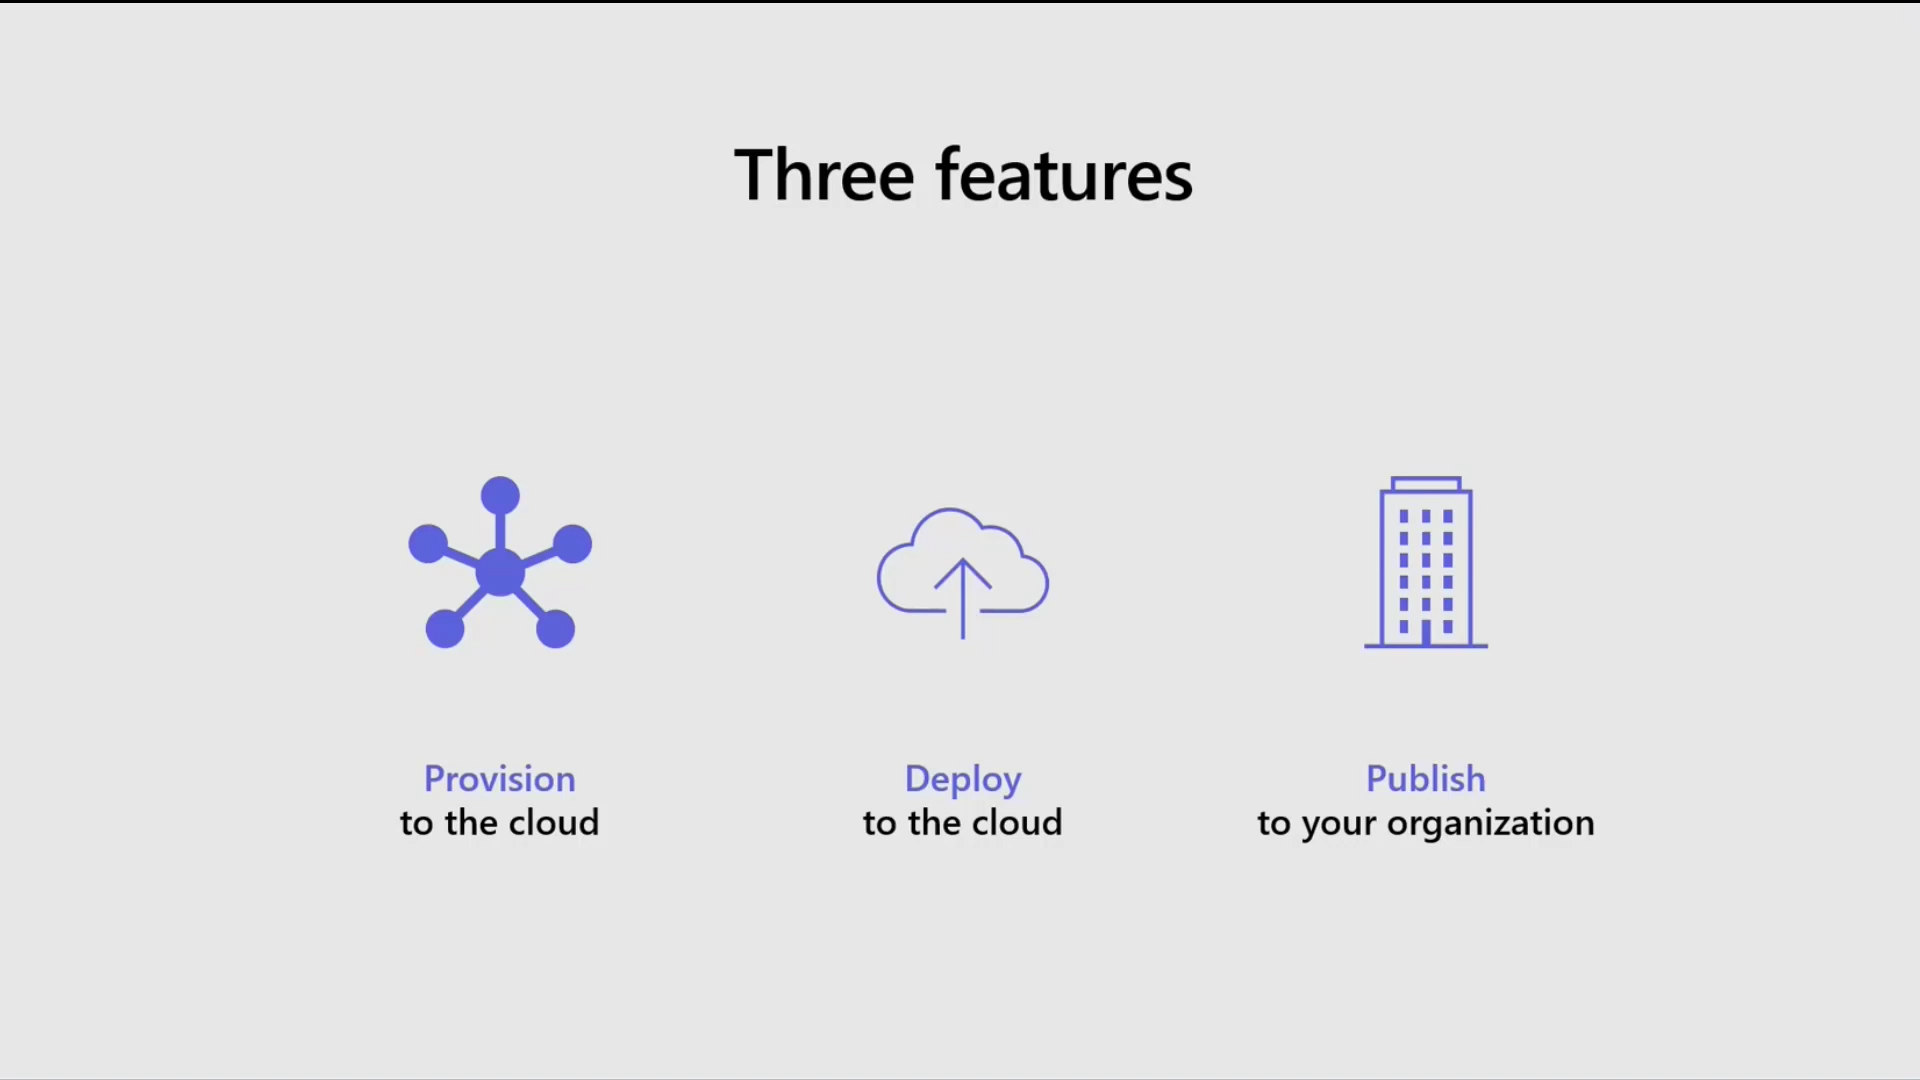 Three features
Provision
to the cloud
Deploy
to the cloud
Publish
to your organization